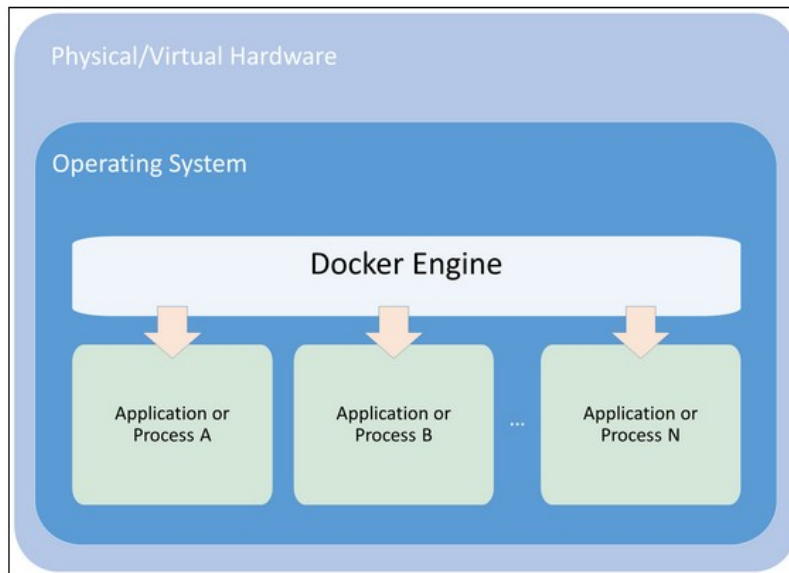 Physical/Virtual Hardware
Operating System
Docker Engine
Application or
Process A
Application or
Process B
...
Application or
Process N